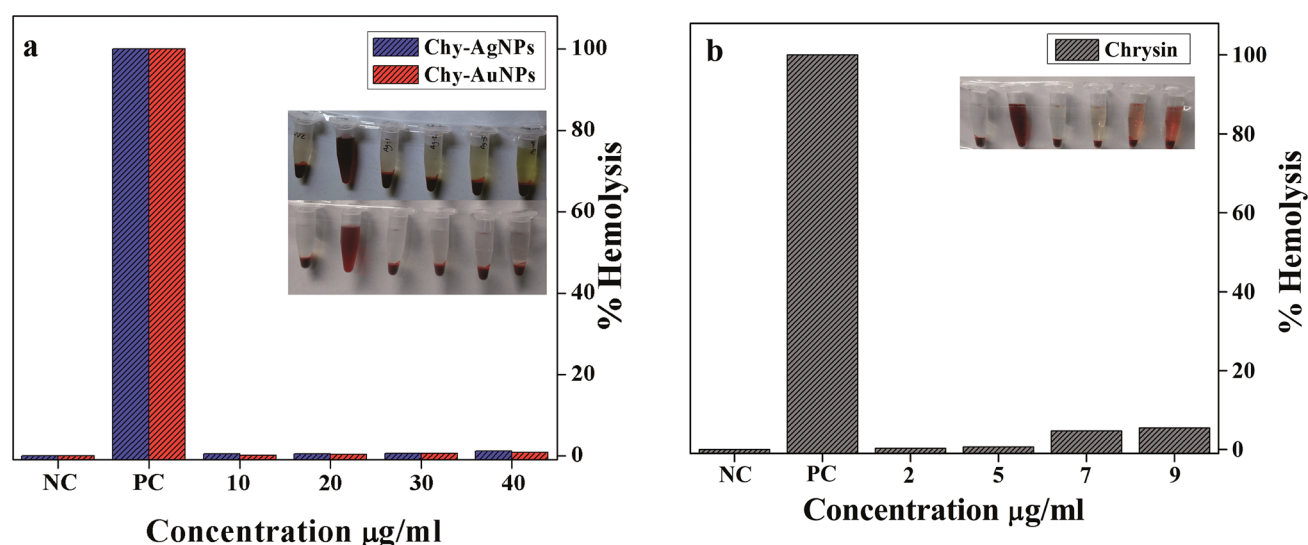 a
Chy-AgNPs
Chy-AuNPs
100
80
60
40
20
0
% Hemolysis
NC PC 10 20 30 40
Concentration μg/ml
b
Chrysin
100
80
60
40
20
0
% Hemolysis
NC PC 2 5 7 9
Concentration μg/ml